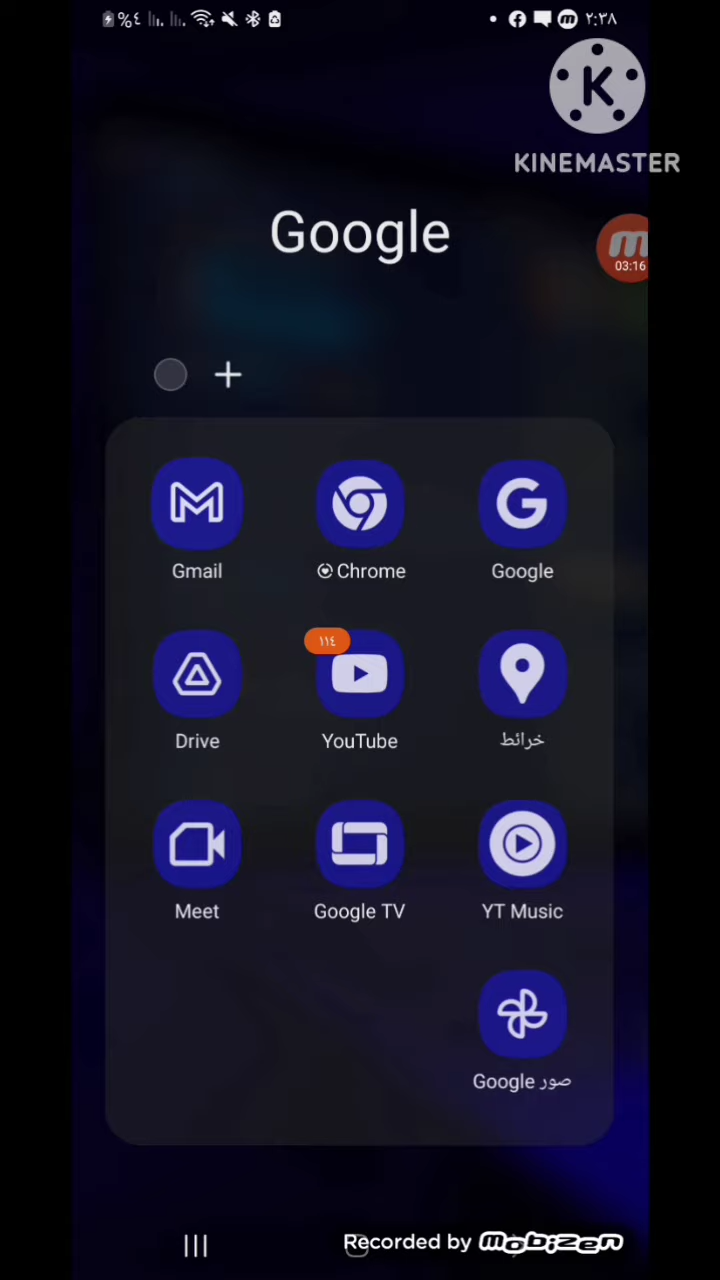 %٤ ٢:٣٨
K
KINEMASTER
Google
m
03:16
Gmail Chrome Google
١١٤
Drive YouTube خرائط
Meet Google TV YT Music
صور Google
Recorded by mobizen